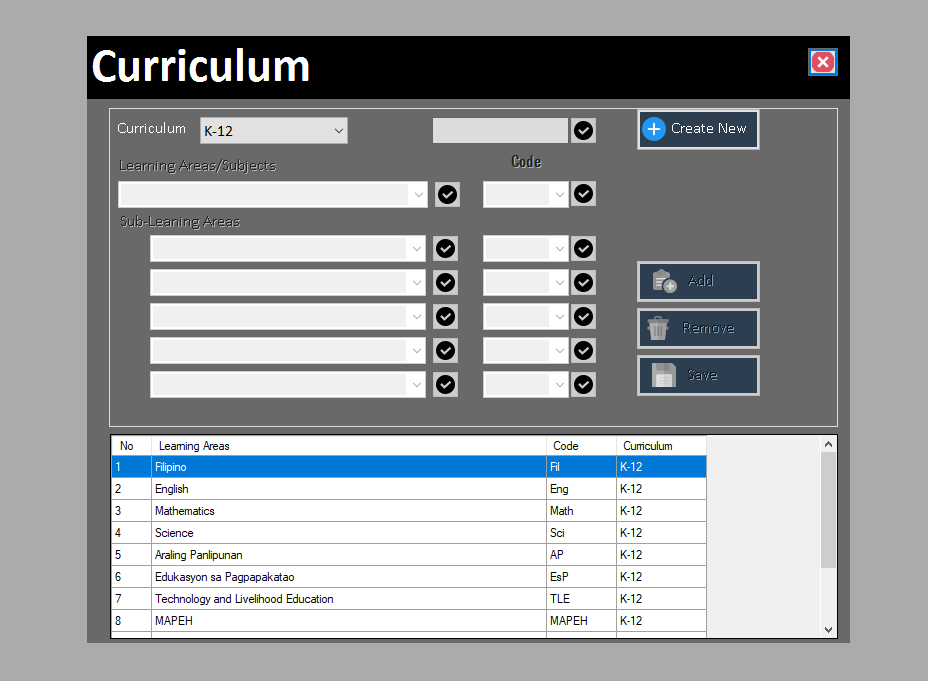 Curriculum
Curriculum K-12 Create New
Learning Areas/Subjects Code
Sub-Leaning Areas
Add
Remove
Save
No Learning Areas Code Curriculum
1 Filipino Fil K-12
2 English Eng K-12
3 Mathematics Math K-12
4 Science Sci K-12
5 Araling Panlipunan AP K-12
6 Edukasyon sa Pagpapakatao EsP K-12
7 Technology and Livelihood Education TLE K-12
8 MAPEH MAPEH K-12